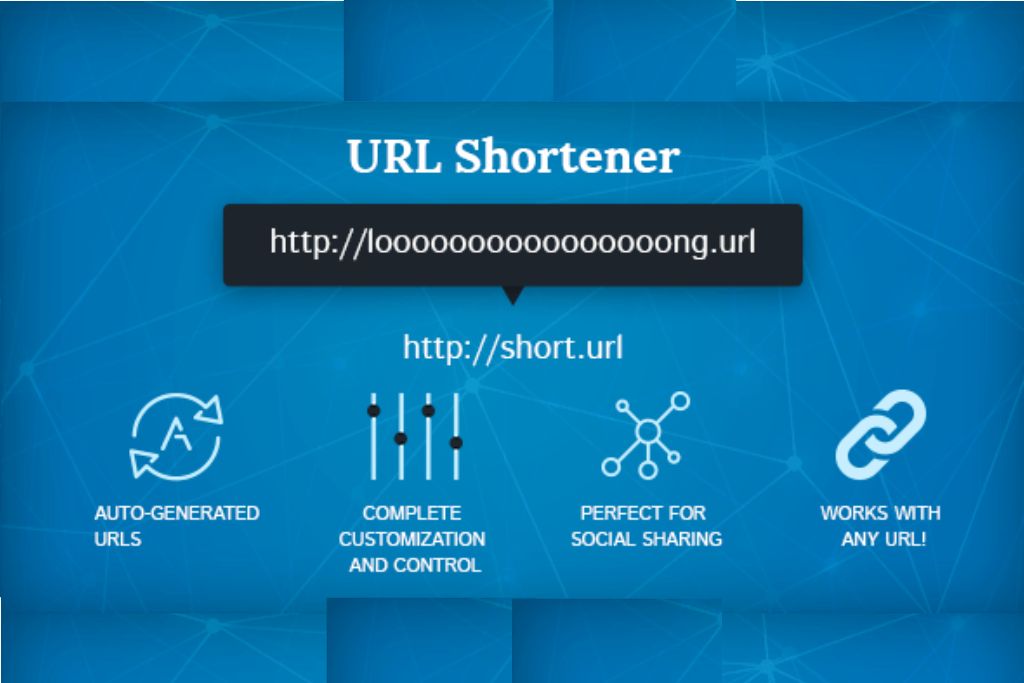 URL Shortener
http://looooooooooooooooong.url
http://short.url
AUTO-GENERATED
URLS
COMPLETE
CUSTOMIZATION
AND CONTROL
PERFECT FOR
SOCIAL SHARING
WORKS WITH
ANY URL!